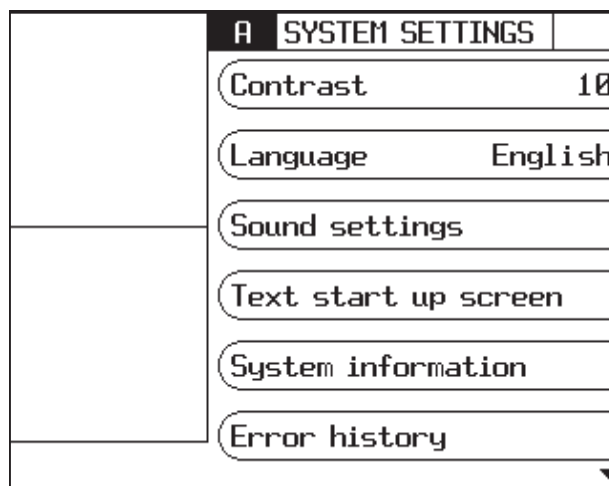 A SYSTEM SETTINGS
Contrast 10
Language English
Sound settings
Text start up screen
System information
Error history